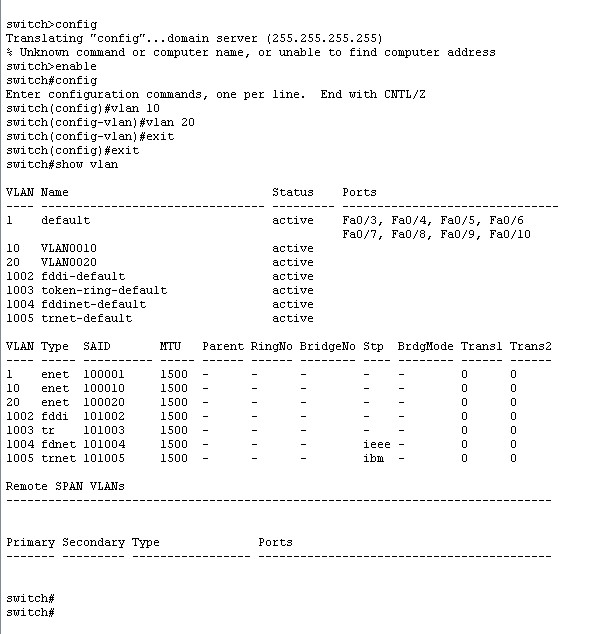 switch>config
Translating "config"...domain server (255.255.255.255)
% Unknown command or computer name, or unable to find computer address
switch>enable
switch#config
Enter configuration commands, one per line.  End with CNTL/Z
switch(config)#vlan 10
switch(config-vlan)#vlan 20
switch(config-vlan)#exit
switch(config)#exit
switch#show vlan

VLAN Name                             Status    Ports
---- -------------------------------- --------- -------------------------------
1    default                          active    Fa0/3, Fa0/4, Fa0/5, Fa0/6
                                                Fa0/7, Fa0/8, Fa0/9, Fa0/10
10   VLAN0010                         active
20   VLAN0020                         active
1002 fddi-default                     active
1003 token-ring-default               active
1004 fddinet-default                  active
1005 trnet-default                    active

VLAN Type  SAID       MTU   Parent RingNo BridgeNo Stp  BrdgMode Trans1 Trans2
---- ----- ---------- ----- ------ ------ -------- ---- -------- ------ ------
1    enet  100001     1500  -      -      -        -    -        0      0
10   enet  100010     1500  -      -      -        -    -        0      0
20   enet  100020     1500  -      -      -        -    -        0      0
1002 fddi  101002     1500  -      -      -        -    -        0      0
1003 tr    101003     1500  -      -      -        -    -        0      0
1004 fdnet 101004     1500  -      -      -        ieee -        0      0
1005 trnet 101005     1500  -      -      -        ibm  -        0      0

Remote SPAN VLANs
------------------------------------------------------------------------------

Primary Secondary Type              Ports
------- --------- ----------------- ------------------------------------------

switch#
switch#